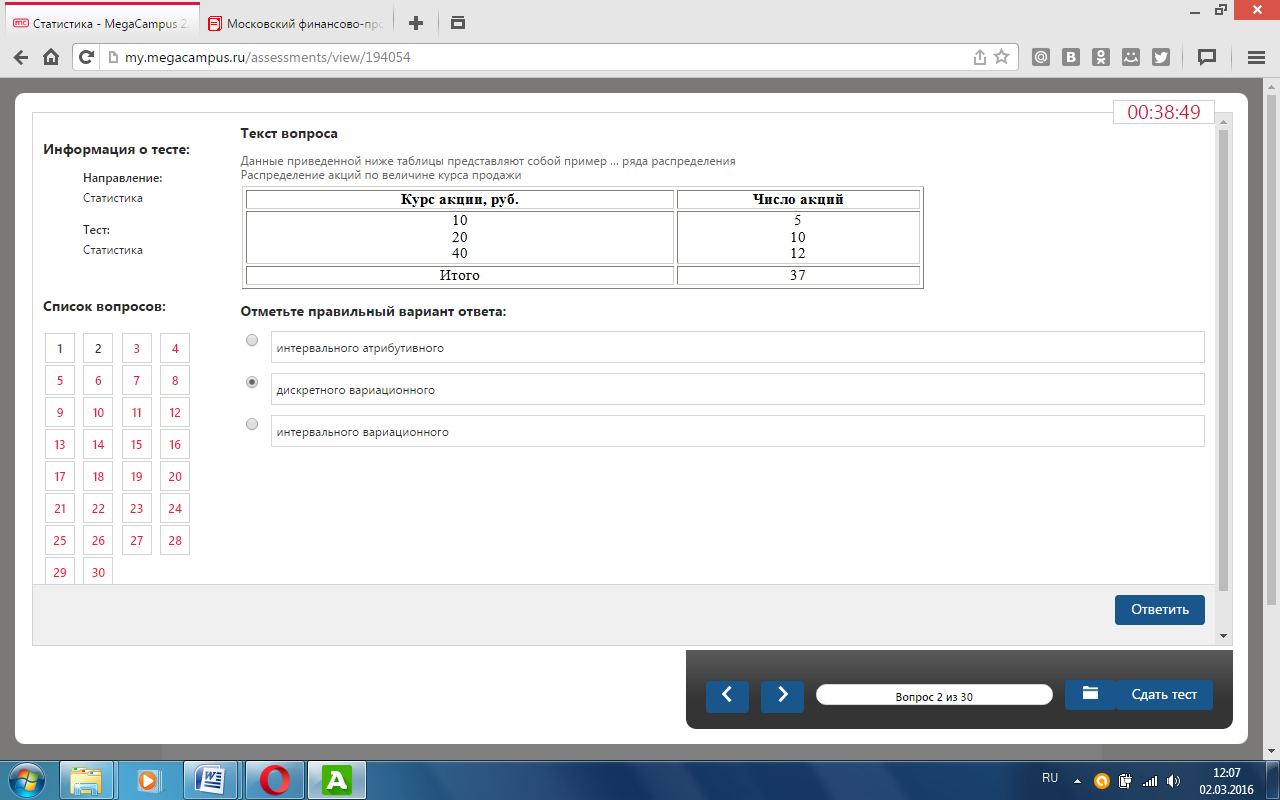 Статистика - MegaCampus 2.
Московский финансово-про
my.megacampus.ru/assessments/view/194054
00:38:49
Информация о тесте:
Направление:
Статистика
Тест:
Статистика
Список вопросов:
1 2 3 4
5 6 7 8
9 10 11 12
13 14 15 16
17 18 19 20
21 22 23 24
25 26 27 28
29 30
Текст вопроса
Данные приведенной ниже таблицы представляют собой пример ... ряда распределения
Распределение акций по величине курса продажи
Курс акции, руб. Число акций
10 5
20 10
40 12
Итого 37
Отметьте правильный вариант ответа:
интервального атрибутивного
дискретного вариационного
интервального вариационного
Ответить
Вопрос 2 из 30
Сдать тест
RU
12:07
02.03.2016